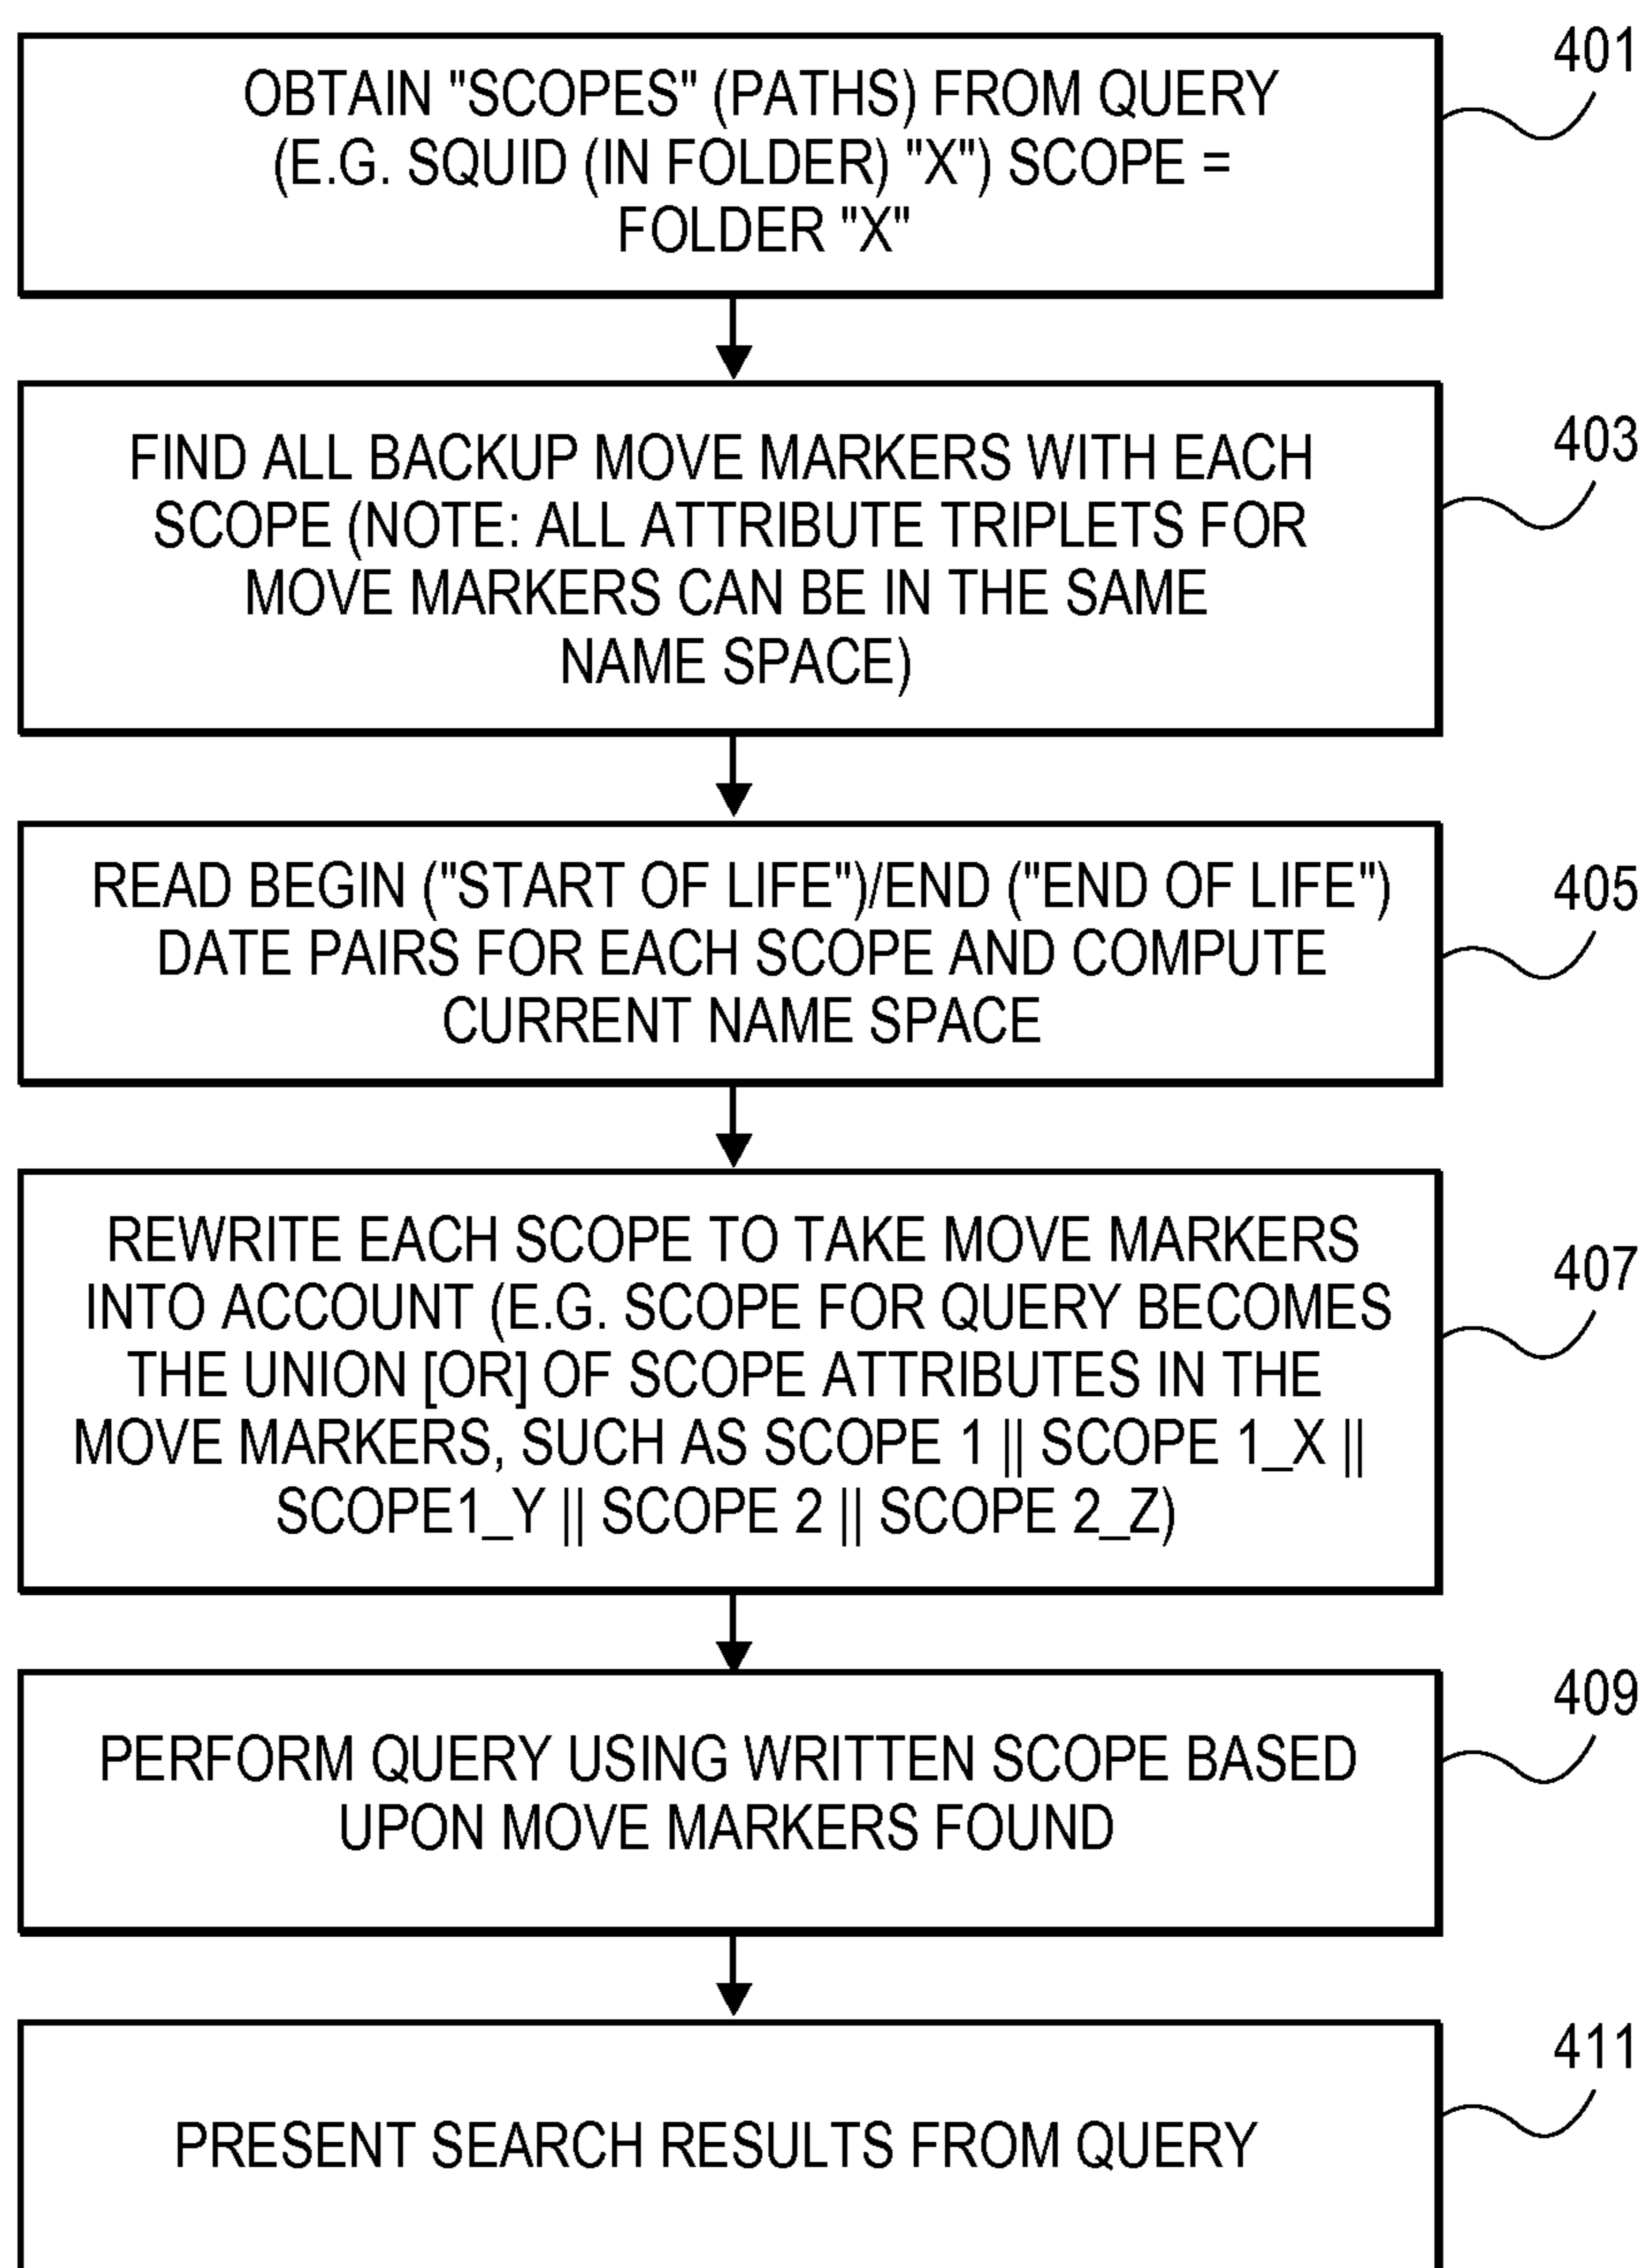 401
OBTAIN "SCOPES" (PATHS) FROM QUERY
(E.G. SQUID (IN FOLDER) "X") SCOPE =
FOLDER "X"
403
FIND ALL BACKUP MOVE MARKERS WITH EACH
SCOPE (NOTE: ALL ATTRIBUTE TRIPLETS FOR
MOVE MARKERS CAN BE IN THE SAME
NAME SPACE)
405
READ BEGIN ("START OF LIFE")/END ("END OF LIFE")
DATE PAIRS FOR EACH SCOPE AND COMPUTE
CURRENT NAME SPACE
407
REWRITE EACH SCOPE TO TAKE MOVE MARKERS
INTO ACCOUNT (E.G. SCOPE FOR QUERY BECOMES
THE UNION [OR] OF SCOPE ATTRIBUTES IN THE
MOVE MARKERS, SUCH AS SCOPE 1 || SCOPE 1_X ||
SCOPE1_Y || SCOPE 2 || SCOPE 2_Z)
409
PERFORM QUERY USING WRITTEN SCOPE BASED
UPON MOVE MARKERS FOUND
411
PRESENT SEARCH RESULTS FROM QUERY